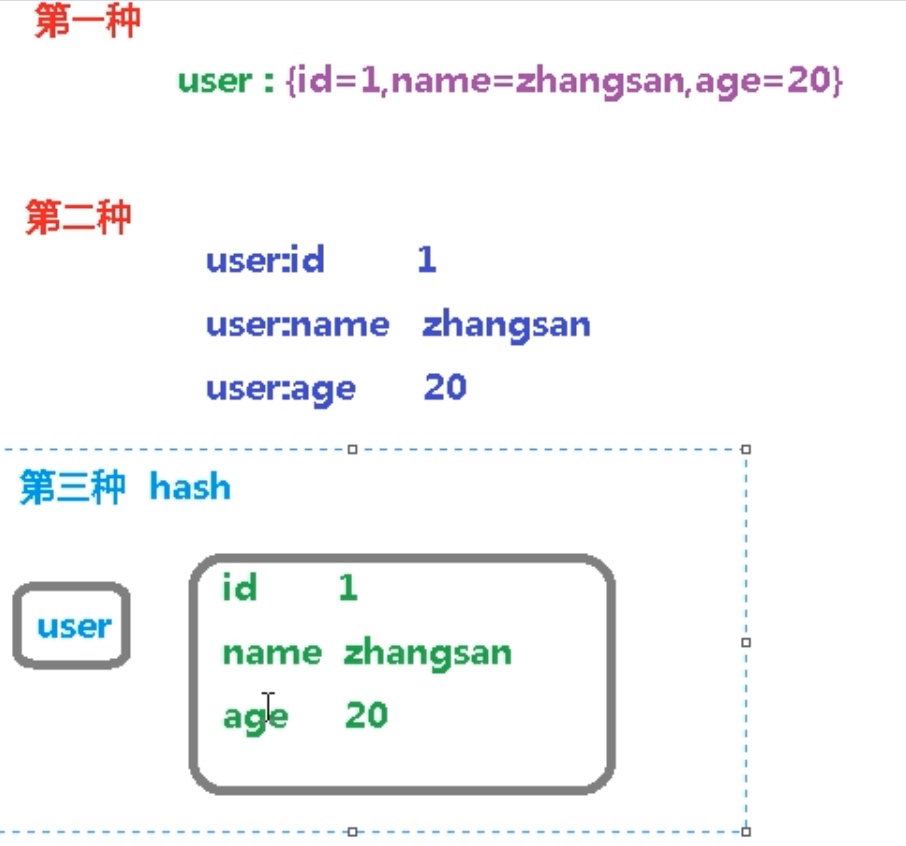 第一种
user : {id=1,name=zhangsan,age=20}
第二种
user:id 1
user:name zhangsan
user:age 20
第三种 hash
user
id 1
name zhangsan
age 20